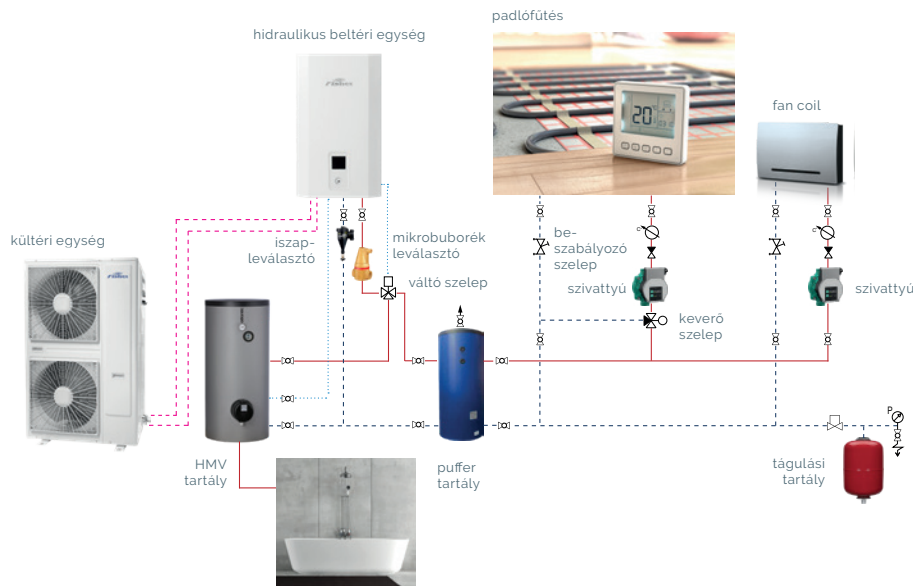 padlófűtés
hidraulikus beltéri egység
fan coil
20
kültéri egység
iszap-
leválasztó
mikrobuborék
leválasztó
be-
szabályozó
szelep
váltó szelep
szivattyú
szivattyú
keverő
szelep
P
HMV
tartály
puffer
tartály
tágulási
tartály